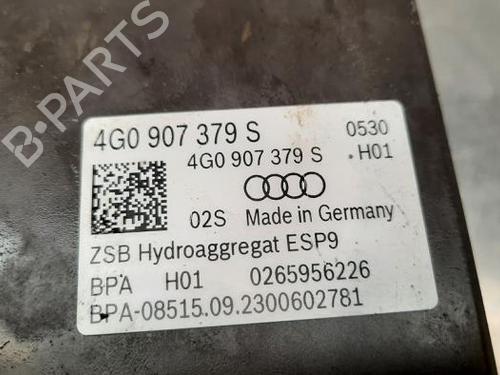 B-PARTS
4G0 907 379 S 0530
4G0 907 379 S .H01
02S Made in Germany
ZSB Hydroaggregat ESP9
BPA H01 0265956226
BPA-08515.09.2300602781